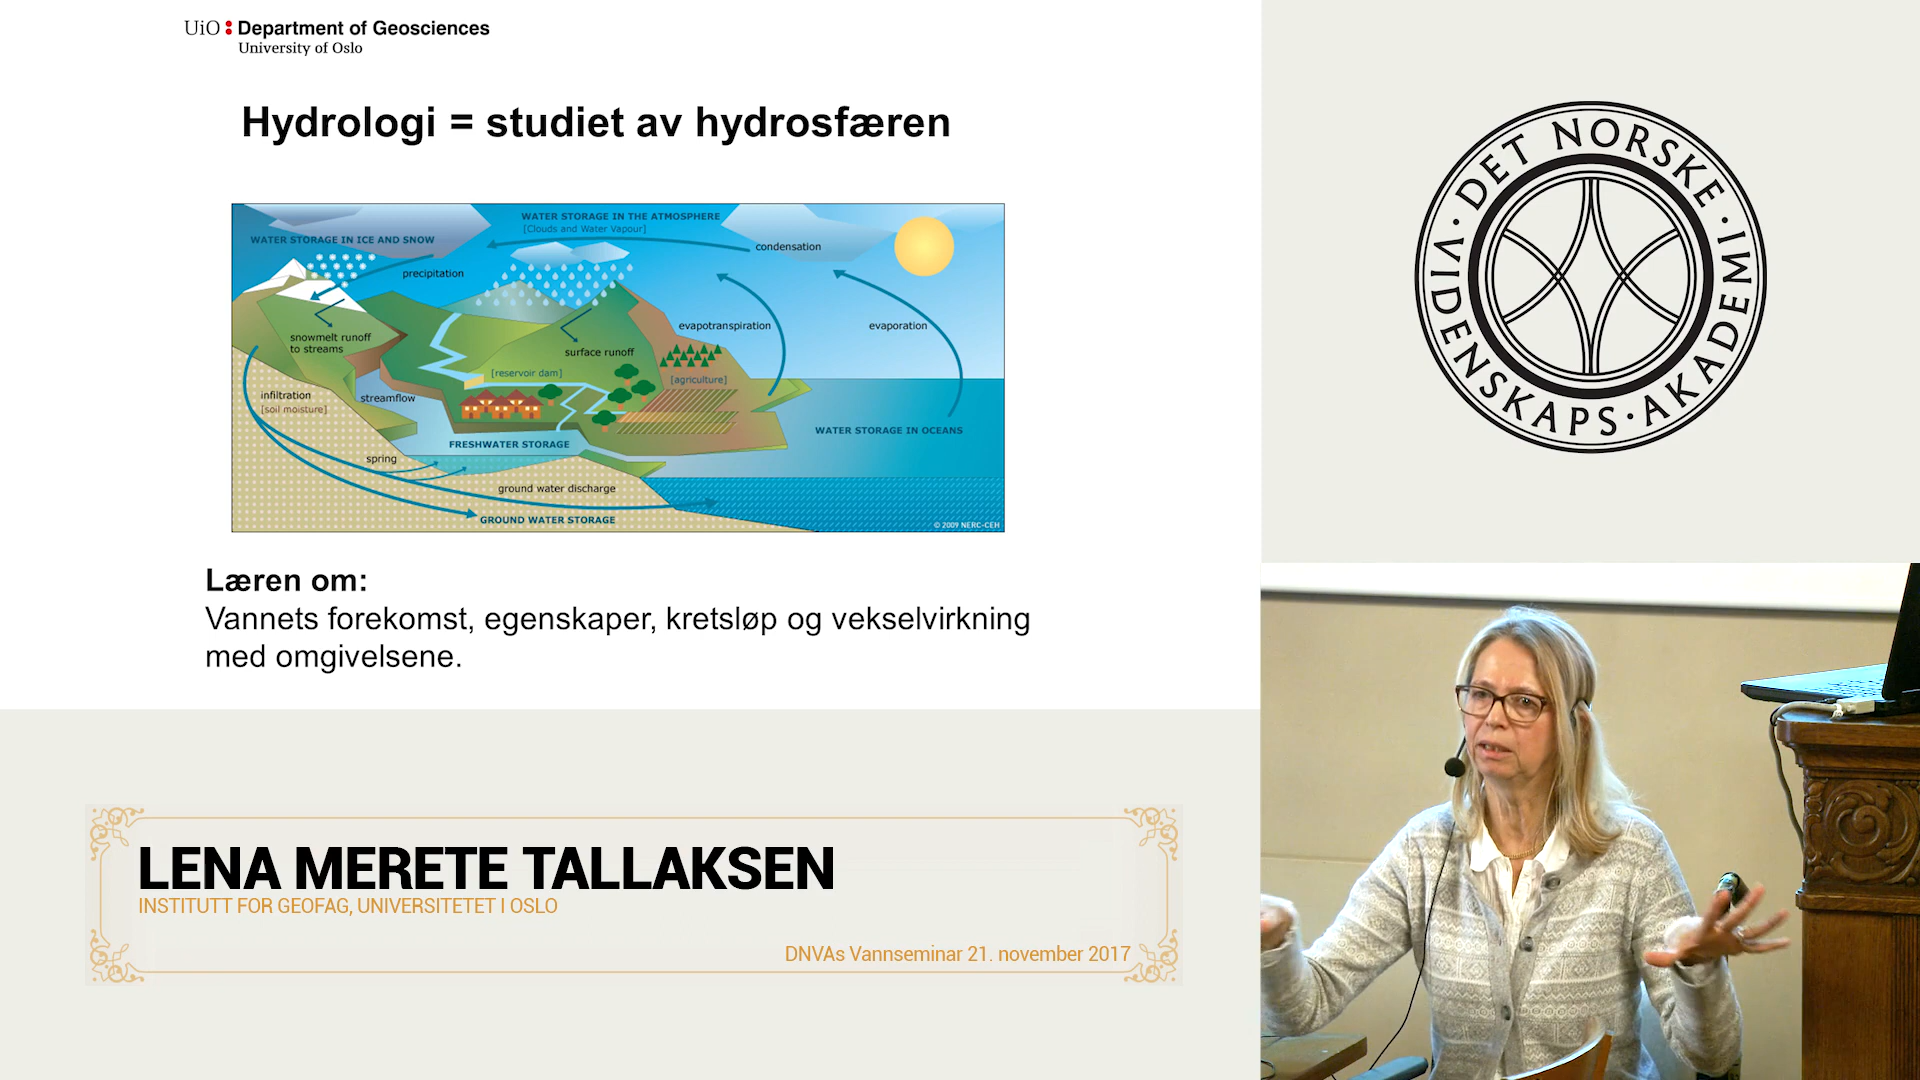 UiO : Department of Geosciences
University of Oslo
Hydrologi = studiet av hydrosfæren
WATER STORAGE IN THE ATMOSPHERE
[Clouds and Water Vapour]
WATER STORAGE IN ICE AND SNOW
condensation
precipitation
evapotranspiration
evaporation
snowmelt runoff
to streams
surface runoff
[reservoir dam]
[agriculture]
infiltration
[soil moisture]
streamflow
WATER STORAGE IN OCEANS
FRESHWATER STORAGE
spring
ground water discharge
GROUND WATER STORAGE
© 2009 NERC-CEH
Læren om:
Vannets forekomst, egenskaper, kretsløp og vekselvirkning
med omgivelsene.
DET NORSKE · VIDENSKAPS · AKADEMI ·
LENA MERETE TALLAKSEN
INSTITUTT FOR GEOFAG, UNIVERSITETET I OSLO
DNVAs Vannseminar 21. november 2017